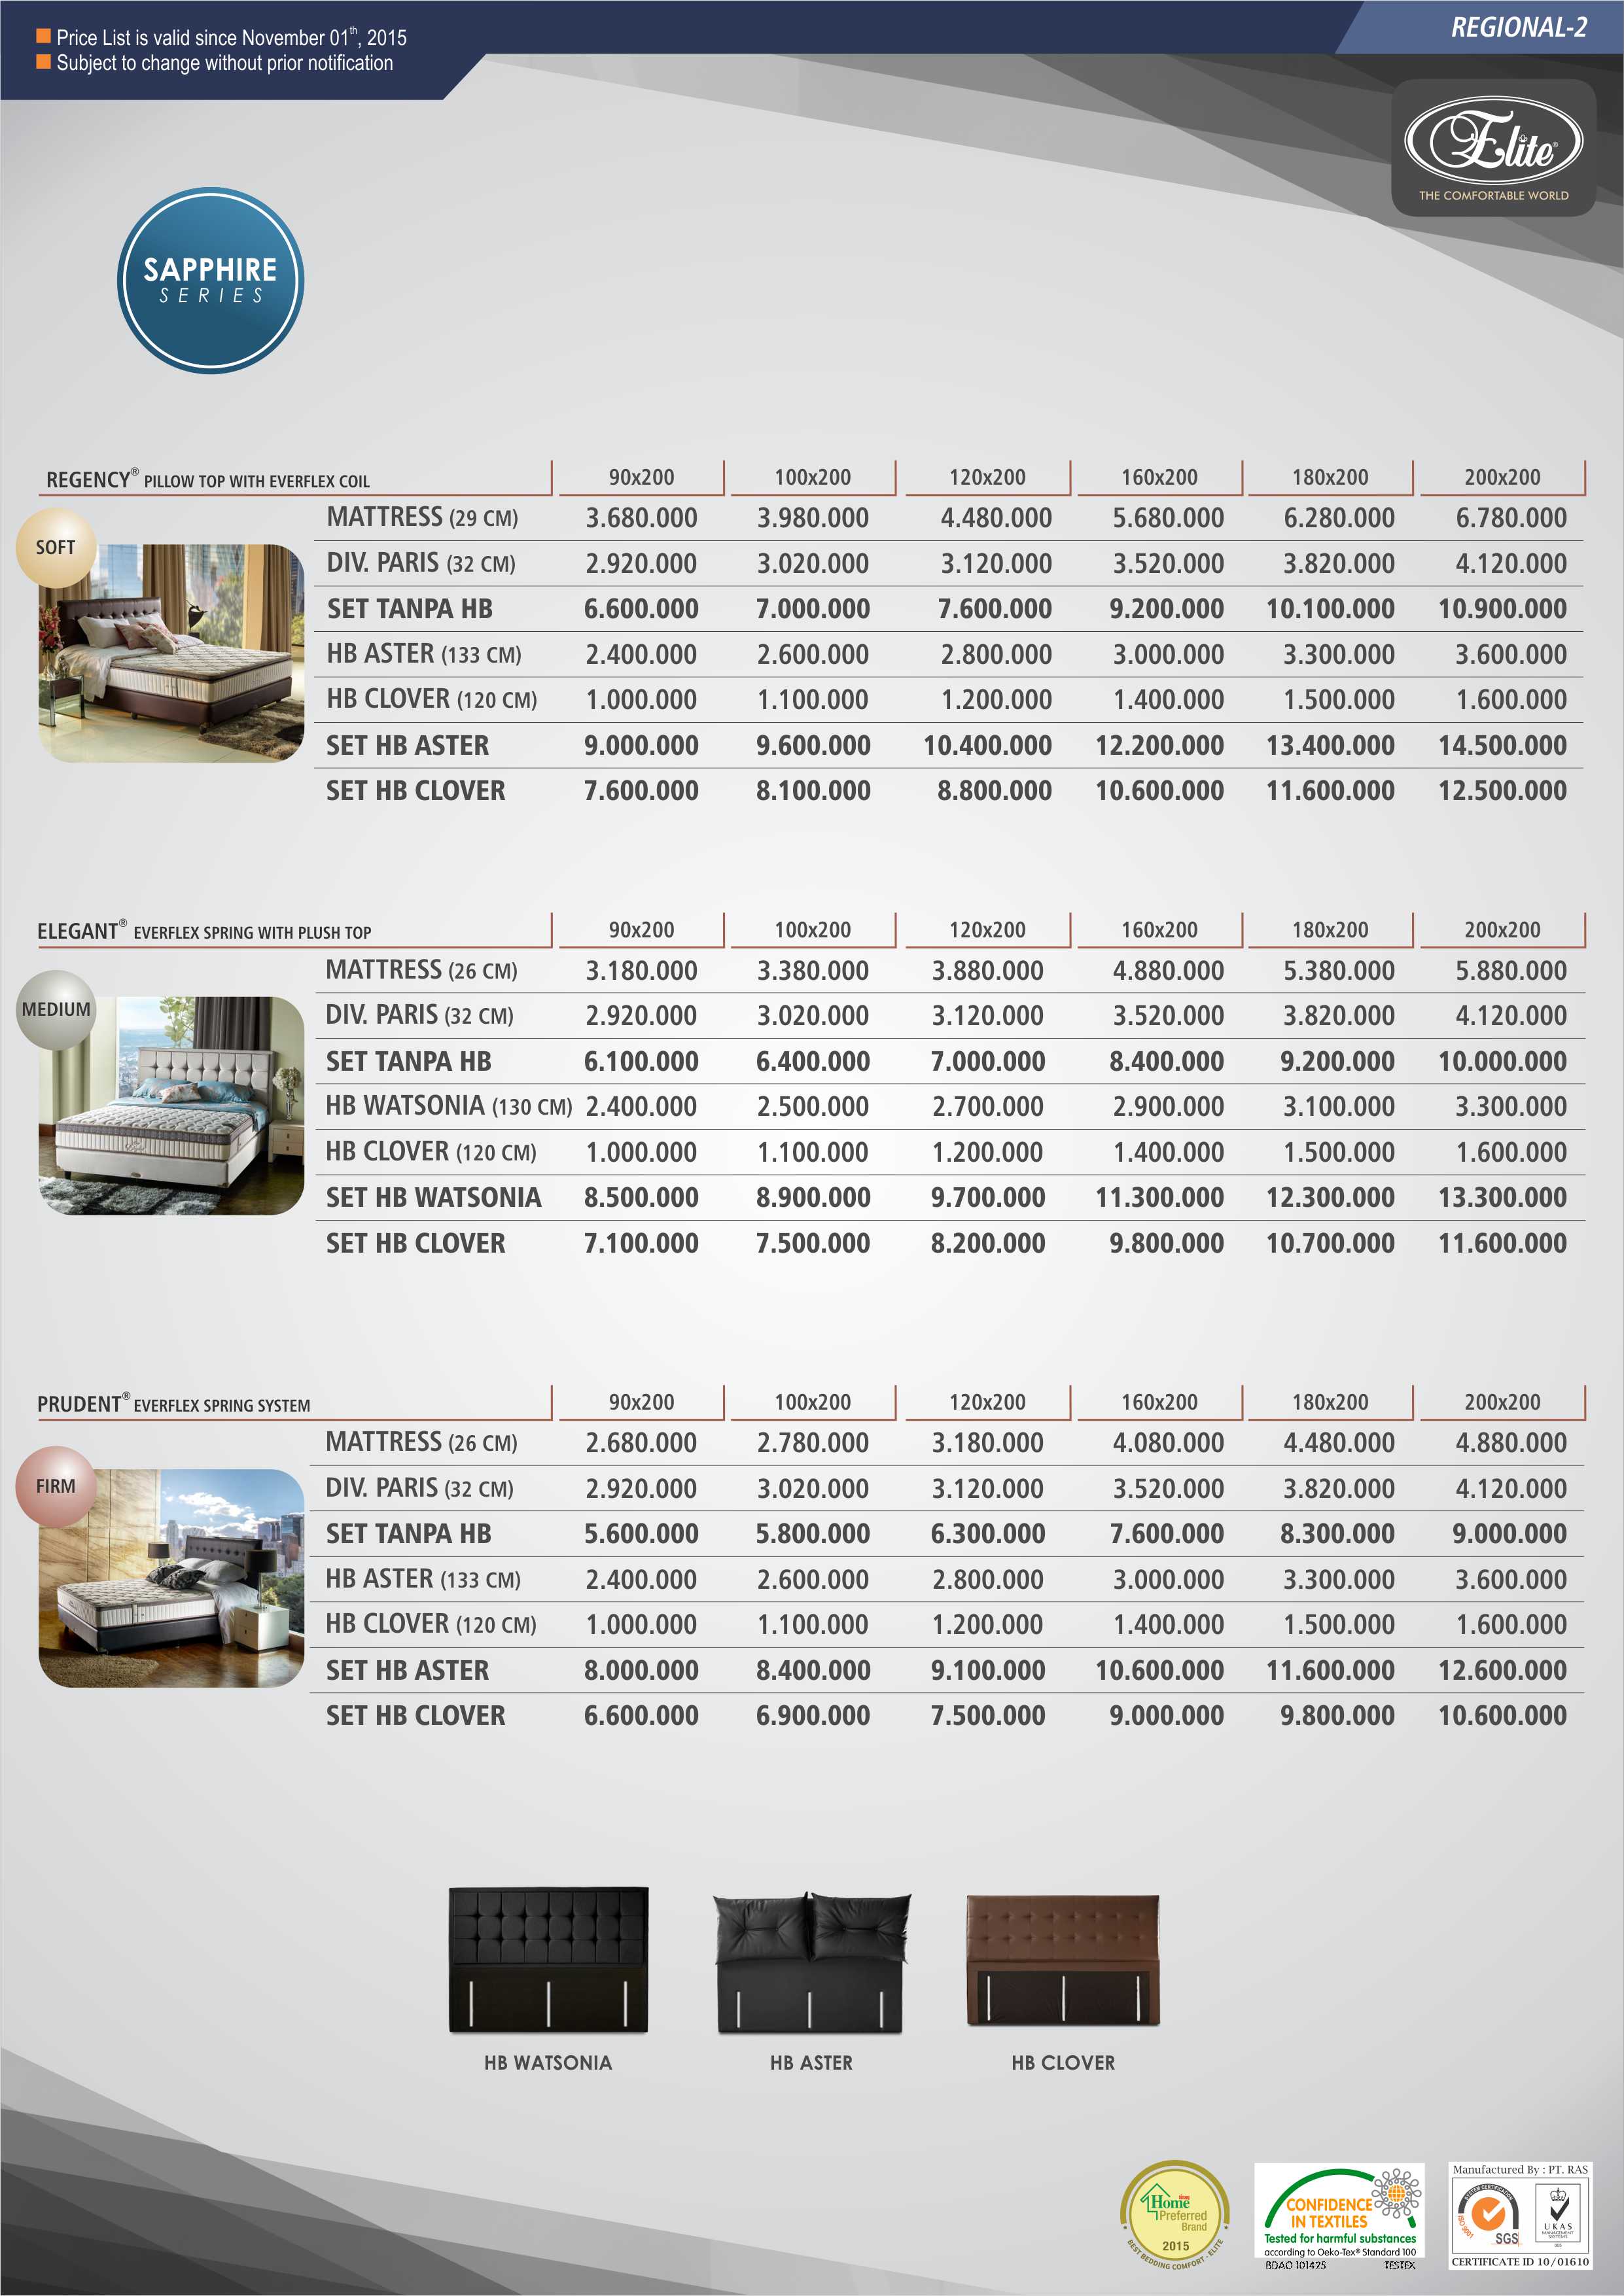 Price List is valid since November 01th, 2015
Subject to change without prior notification
REGIONAL-2
Elite®
THE COMFORTABLE WORLD
SAPPHIRE
SERIES
REGENCY® PILLOW TOP WITH EVERFLEX COIL 90x200 100x200 120x200 160x200 180x200 200x200
SOFT
MATTRESS (29 CM) 3.680.000 3.980.000 4.480.000 5.680.000 6.280.000 6.780.000
DIV. PARIS (32 CM) 2.920.000 3.020.000 3.120.000 3.520.000 3.820.000 4.120.000
SET TANPA HB 6.600.000 7.000.000 7.600.000 9.200.000 10.100.000 10.900.000
HB ASTER (133 CM) 2.400.000 2.600.000 2.800.000 3.000.000 3.300.000 3.600.000
HB CLOVER (120 CM) 1.000.000 1.100.000 1.200.000 1.400.000 1.500.000 1.600.000
SET HB ASTER 9.000.000 9.600.000 10.400.000 12.200.000 13.400.000 14.500.000
SET HB CLOVER 7.600.000 8.100.000 8.800.000 10.600.000 11.600.000 12.500.000
ELEGANT® EVERFLEX SPRING WITH PLUSH TOP 90x200 100x200 120x200 160x200 180x200 200x200
MEDIUM
MATTRESS (26 CM) 3.180.000 3.380.000 3.880.000 4.880.000 5.380.000 5.880.000
DIV. PARIS (32 CM) 2.920.000 3.020.000 3.120.000 3.520.000 3.820.000 4.120.000
SET TANPA HB 6.100.000 6.400.000 7.000.000 8.400.000 9.200.000 10.000.000
HB WATSONIA (130 CM) 2.400.000 2.500.000 2.700.000 2.900.000 3.100.000 3.300.000
HB CLOVER (120 CM) 1.000.000 1.100.000 1.200.000 1.400.000 1.500.000 1.600.000
SET HB WATSONIA 8.500.000 8.900.000 9.700.000 11.300.000 12.300.000 13.300.000
SET HB CLOVER 7.100.000 7.500.000 8.200.000 9.800.000 10.700.000 11.600.000
PRUDENT® EVERFLEX SPRING SYSTEM 90x200 100x200 120x200 160x200 180x200 200x200
FIRM
MATTRESS (26 CM) 2.680.000 2.780.000 3.180.000 4.080.000 4.480.000 4.880.000
DIV. PARIS (32 CM) 2.920.000 3.020.000 3.120.000 3.520.000 3.820.000 4.120.000
SET TANPA HB 5.600.000 5.800.000 6.300.000 7.600.000 8.300.000 9.000.000
HB ASTER (133 CM) 2.400.000 2.600.000 2.800.000 3.000.000 3.300.000 3.600.000
HB CLOVER (120 CM) 1.000.000 1.100.000 1.200.000 1.400.000 1.500.000 1.600.000
SET HB ASTER 8.000.000 8.400.000 9.100.000 10.600.000 11.600.000 12.600.000
SET HB CLOVER 6.600.000 6.900.000 7.500.000 9.000.000 9.800.000 10.600.000
HB WATSONIA HB ASTER HB CLOVER
Home
Preferred
Brand
2015
BEST BEDDING COMFORT - ELITE
CONFIDENCE
IN TEXTILES
Tested for harmful substances
according to Oeko-Tex® Standard 100
BDAO 101425 TESTEX
Manufactured By : PT. RAS
SYSTEM CERTIFICATION
ISO 9001
SGS
UKAS
MANAGEMENT
SYSTEMS
CERTIFICATE ID 10/01610